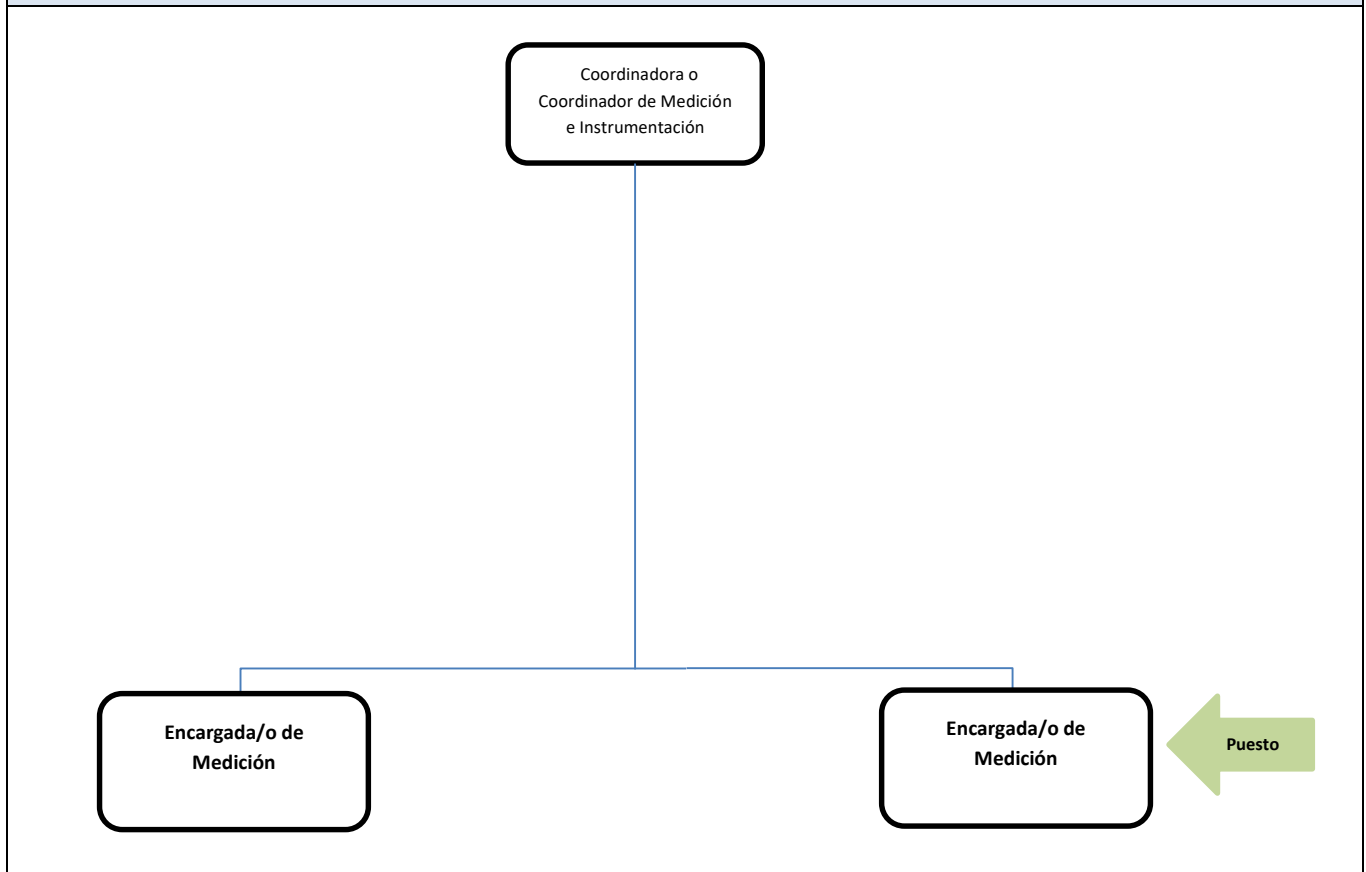 Coordinadora o
Coordinador de Medición
e Instrumentación
Encargada/o de
Medición
Encargada/o de
Medición
Puesto